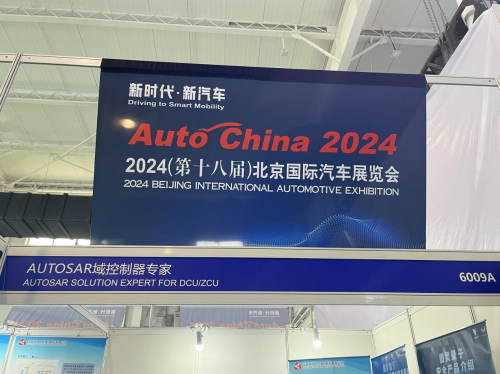 新时代·新汽车
Driving to Smart Mobility
Auto China 2024
2024(第十八届)北京国际汽车展览会
2024 BEIJING INTERNATIONAL AUTOMOTIVE EXHIBITION
AUTOSAR域控制器专家
AUTOSAR SOLUTION EXPERT FOR DCU/ZCU
6009A